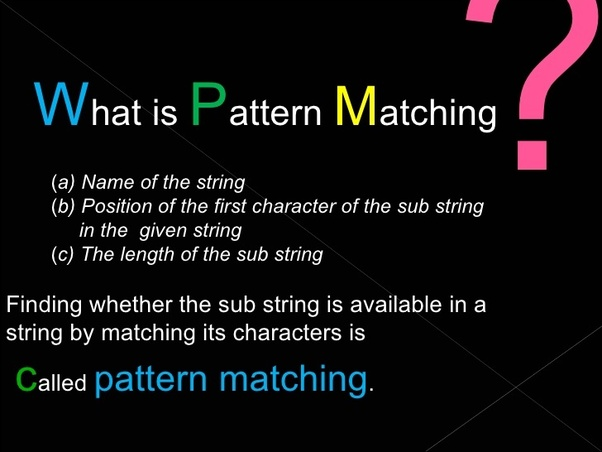 What is Pattern Matching ?
(a) Name of the string
(b) Position of the first character of the sub string
in the given string
(c) The length of the sub string
Finding whether the sub string is available in a
string by matching its characters is
Called pattern matching.